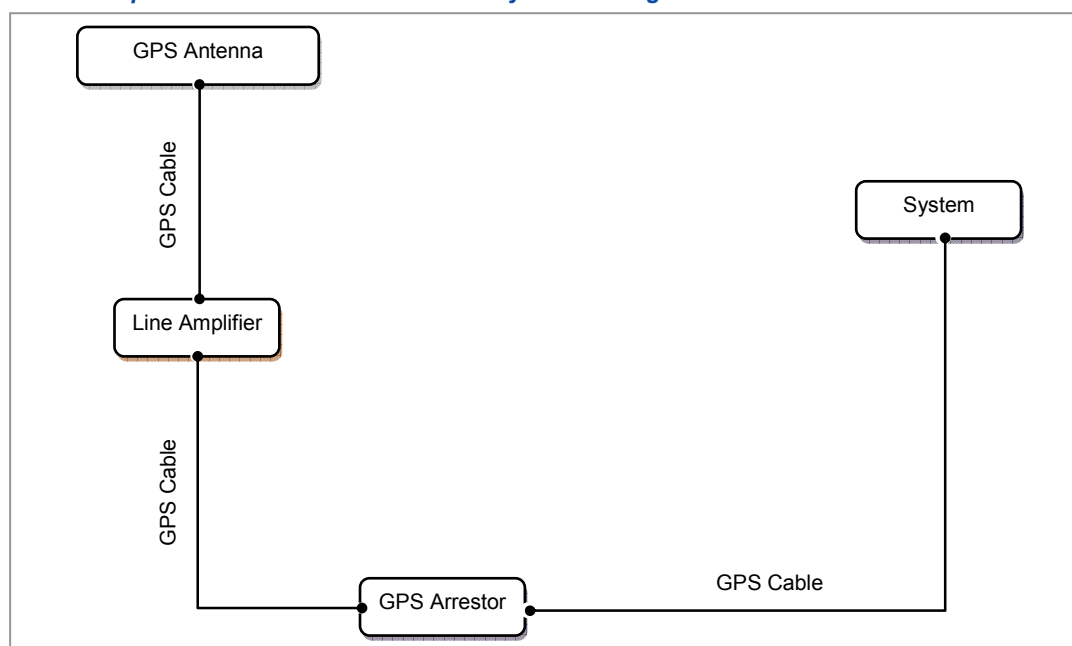 GPS Antenna
GPS Cable
System
Line Amplifier
GPS Cable
GPS Cable
GPS Arrestor